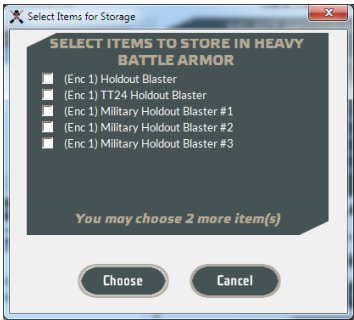 Select Items for Storage
SELECT ITEMS TO STORE IN HEAVY
BATTLE ARMOR
(Enc 1) Holdout Blaster
(Enc 1) TT24 Holdout Blaster
(Enc 1) Military Holdout Blaster #1
(Enc 1) Military Holdout Blaster #2
(Enc 1) Military Holdout Blaster #3
You may choose 2 more item(s)
Choose
Cancel